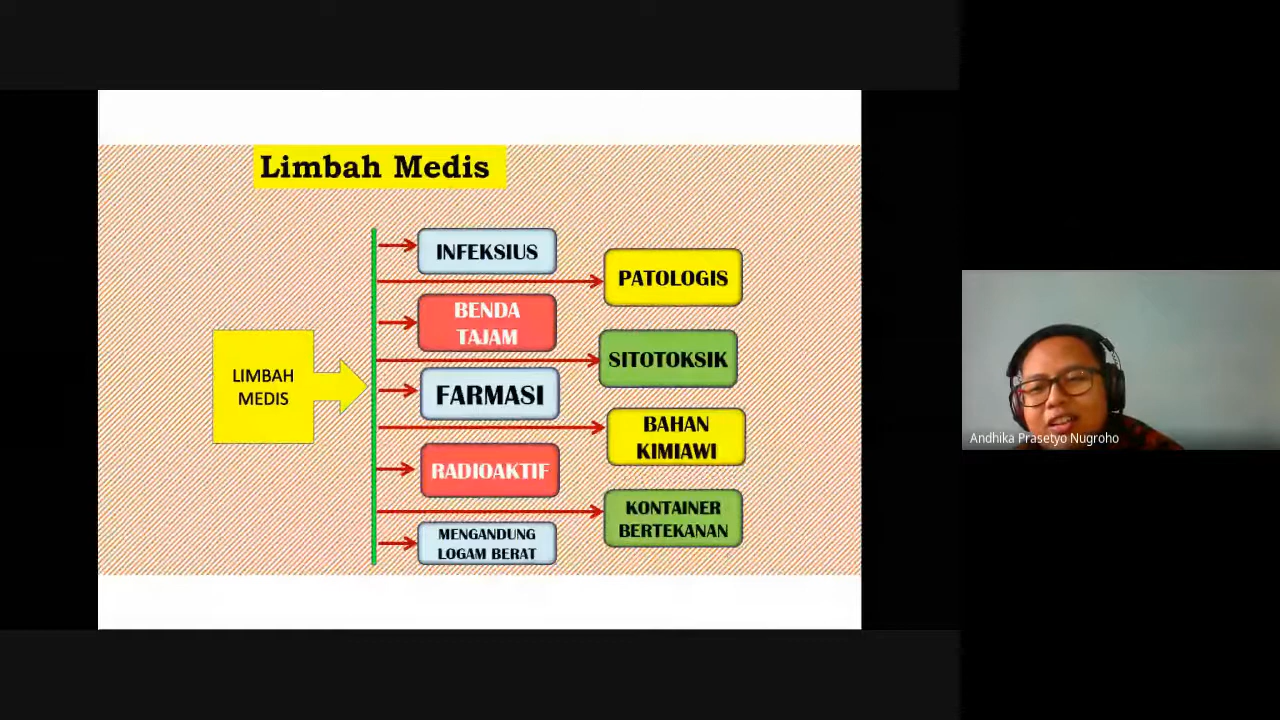 Limbah Medis
LIMBAH
MEDIS
INFEKSIUS
PATOLOGIS
BENDA
TAJAM
SITOTOKSIK
FARMASI
BAHAN
KIMIAWI
RADIOAKTIF
KONTAINER
BERTEKANAN
MENGANDUNG
LOGAM BERAT
Andhika Prasetyo Nugroho